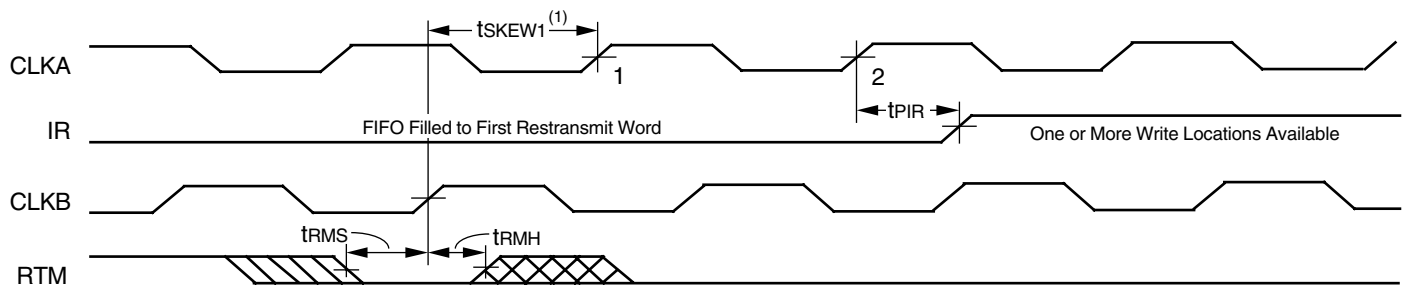 tSKEW1(1)
CLKA
1
2
tPIR
IR
FIFO Filled to First Restransmit Word
One or More Write Locations Available
CLKB
tRMS
tRMH
RTM